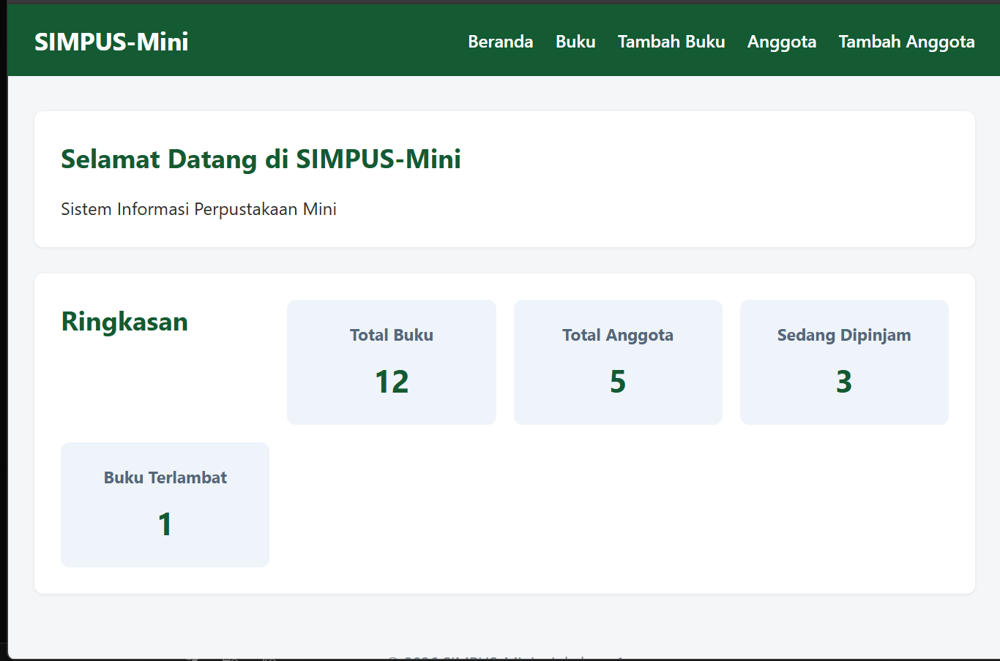 SIMPUS-Mini
Beranda Buku Tambah Buku Anggota Tambah Anggota
Selamat Datang di SIMPUS-Mini
Sistem Informasi Perpustakaan Mini
Ringkasan
Total Buku
12
Total Anggota
5
Sedang Dipinjam
3
Buku Terlambat
1